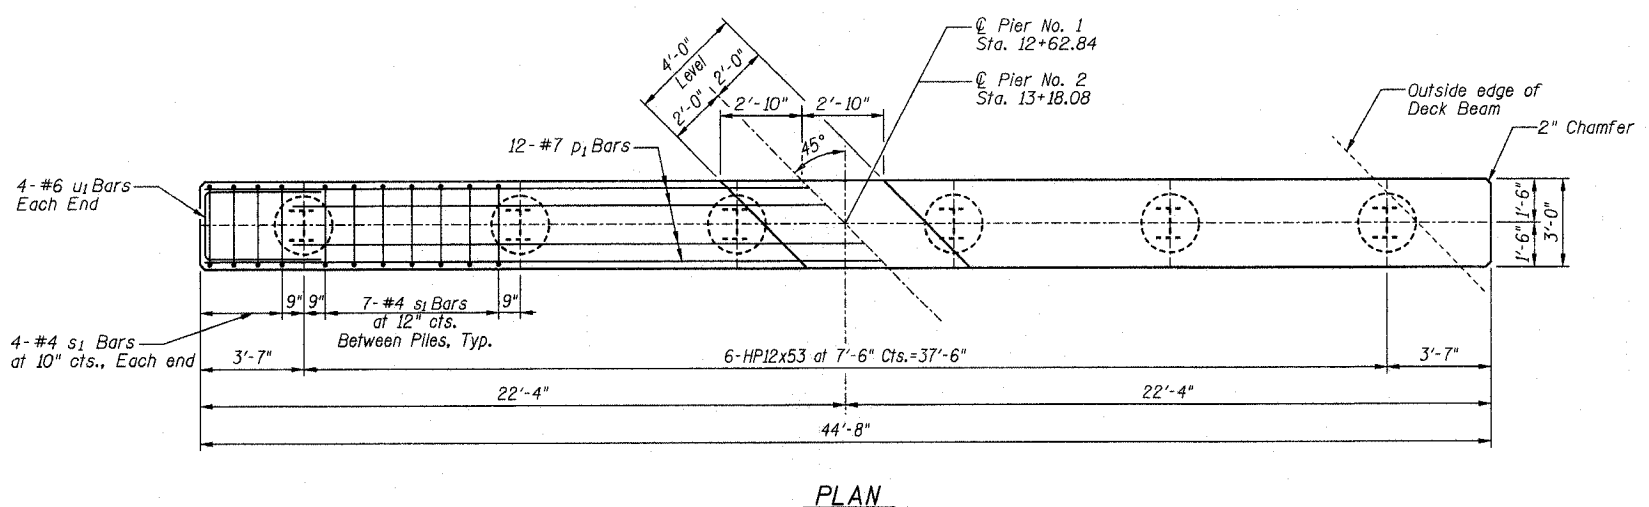 ℄ Pier No. 1
Sta. 12+62.84
℄ Pier No. 2
Sta. 13+18.08
4'-0"
Level
2'-0"
2'-0"
2'-10"
2'-10"
45°
Outside edge of
Deck Beam
2" Chamfer
12-#7 p1 Bars
4-#6 u1 Bars
Each End
1'-6"
1'-6"
3'-0"
9"
9"
7-#4 s1 Bars
at 12" cts.
Between Piles, Typ.
9"
4-#4 s1 Bars
at 10" cts., Each end
3'-7"
6-HP12x53 at 7'-6" Cts.=37'-6"
3'-7"
22'-4"
22'-4"
44'-8"
PLAN